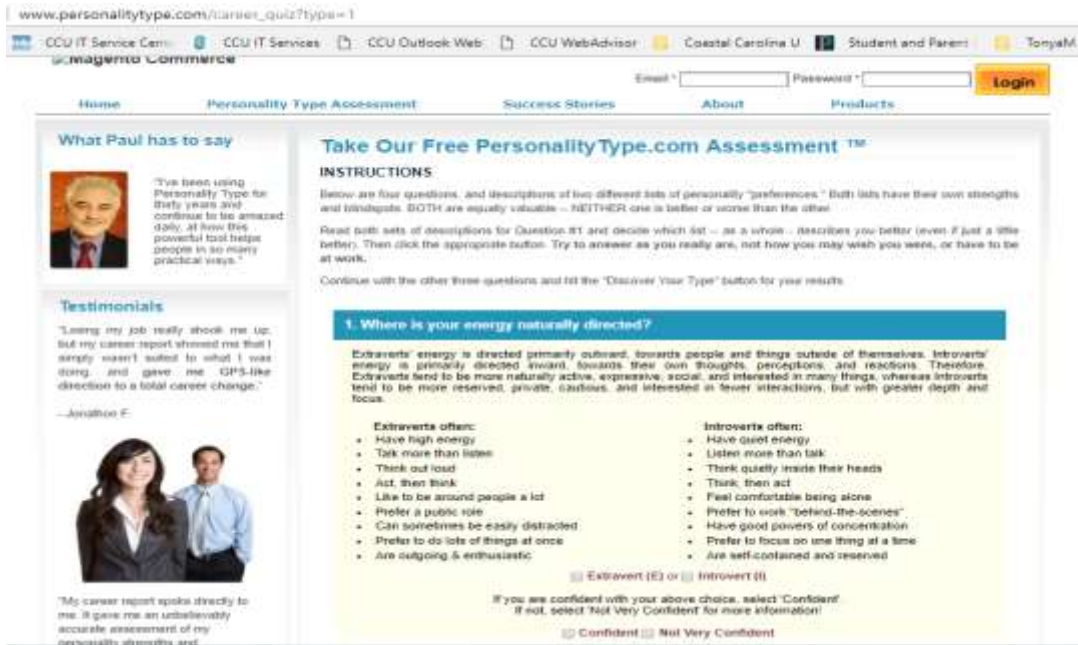 www.personalitytype.com/career_quiz?type=1
CCU IT Service Cen CCU IT Services CCU Outlook Web CCU WebAdvisor Coastal Carolina U Student and Parent TonyaM
Magento Commerce
Email * Password * Login
Home Personality Type Assessment Success Stories About Products
What Paul has to say
"I've been using
Personality Type for
thirty years and
continue to be amazed
daily, at how this
powerful tool helps
people in so many
practical ways."
Testimonials
"Losing my job really shook me up,
but my career report showed me that I
simply wasn't suited to what I was
doing, and gave me GPS-like
direction to a total career change."
--Jonathon F.
"My career report spoke directly to
me. It gave me an unbelievably
accurate assessment of my
personality strengths and
Take Our Free PersonalityType.com Assessment ™
INSTRUCTIONS
Below are four questions, and descriptions of two different lists of personality "preferences." Both lists have their own strengths
and blindspots. BOTH are equally valuable -- NEITHER one is better or worse than the other.
Read both sets of descriptions for Question #1 and decide which list -- as a whole -- describes you better (even if just a little
better). Then click the appropriate button. Try to answer as you really are, not how you may wish you were, or have to be
at work.
Continue with the other three questions and hit the "Discover Your Type" button for your results.
1. Where is your energy naturally directed?
Extraverts' energy is directed primarily outward, towards people and things outside of themselves. Introverts'
energy is primarily directed inward, towards their own thoughts, perceptions, and reactions. Therefore,
Extraverts tend to be more naturally active, expressive, social, and interested in many things, whereas Introverts
tend to be more reserved, private, cautious, and interested in fewer interactions, but with greater depth and
focus.
Extraverts often:
• Have high energy
• Talk more than listen
• Think out loud
• Act, then think
• Like to be around people a lot
• Prefer a public role
• Can sometimes be easily distracted
• Prefer to do lots of things at once
• Are outgoing & enthusiastic
Introverts often:
• Have quiet energy
• Listen more than talk
• Think quietly inside their heads
• Think, then act
• Feel comfortable being alone
• Prefer to work "behind-the-scenes"
• Have good powers of concentration
• Prefer to focus on one thing at a time
• Are self-contained and reserved
Extravert (E) or Introvert (I)
If you are confident with your above choice, select 'Confident'.
If not, select 'Not Very Confident' for more information!
Confident Not Very Confident